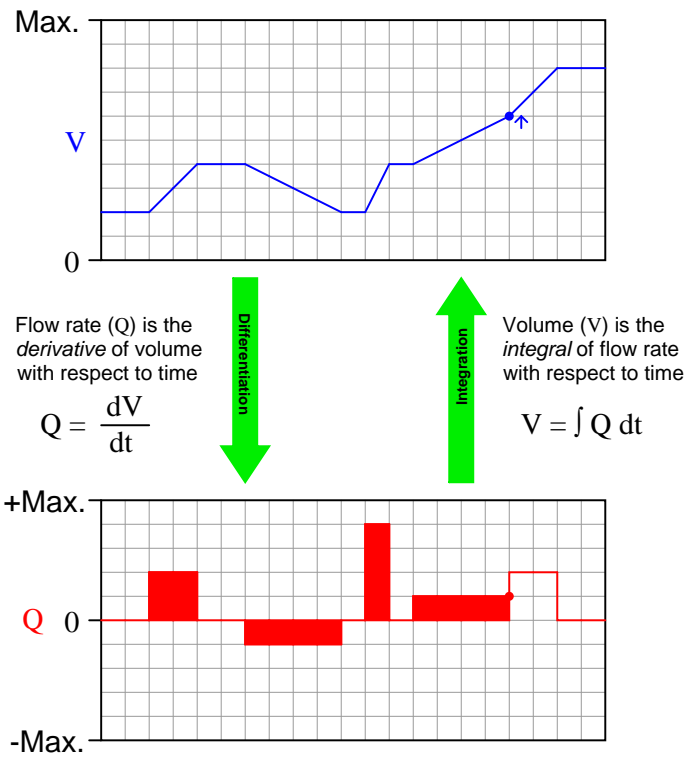 Max.
V
0
Flow rate (Q) is the
derivative of volume
with respect to time
Q = dV
dt
Differentiation
Integration
Volume (V) is the
integral of flow rate
with respect to time
V = ∫ Q dt
+Max.
Q 0
-Max.